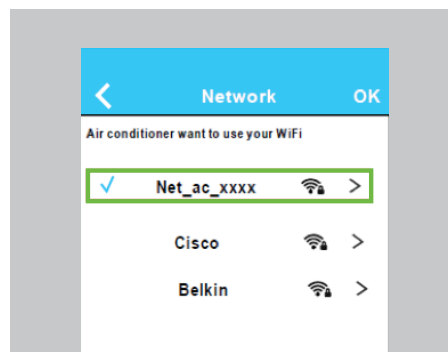 Network OK
Air conditioner want to use your WiFi
Net_ac_xxxx
Cisco
Belkin